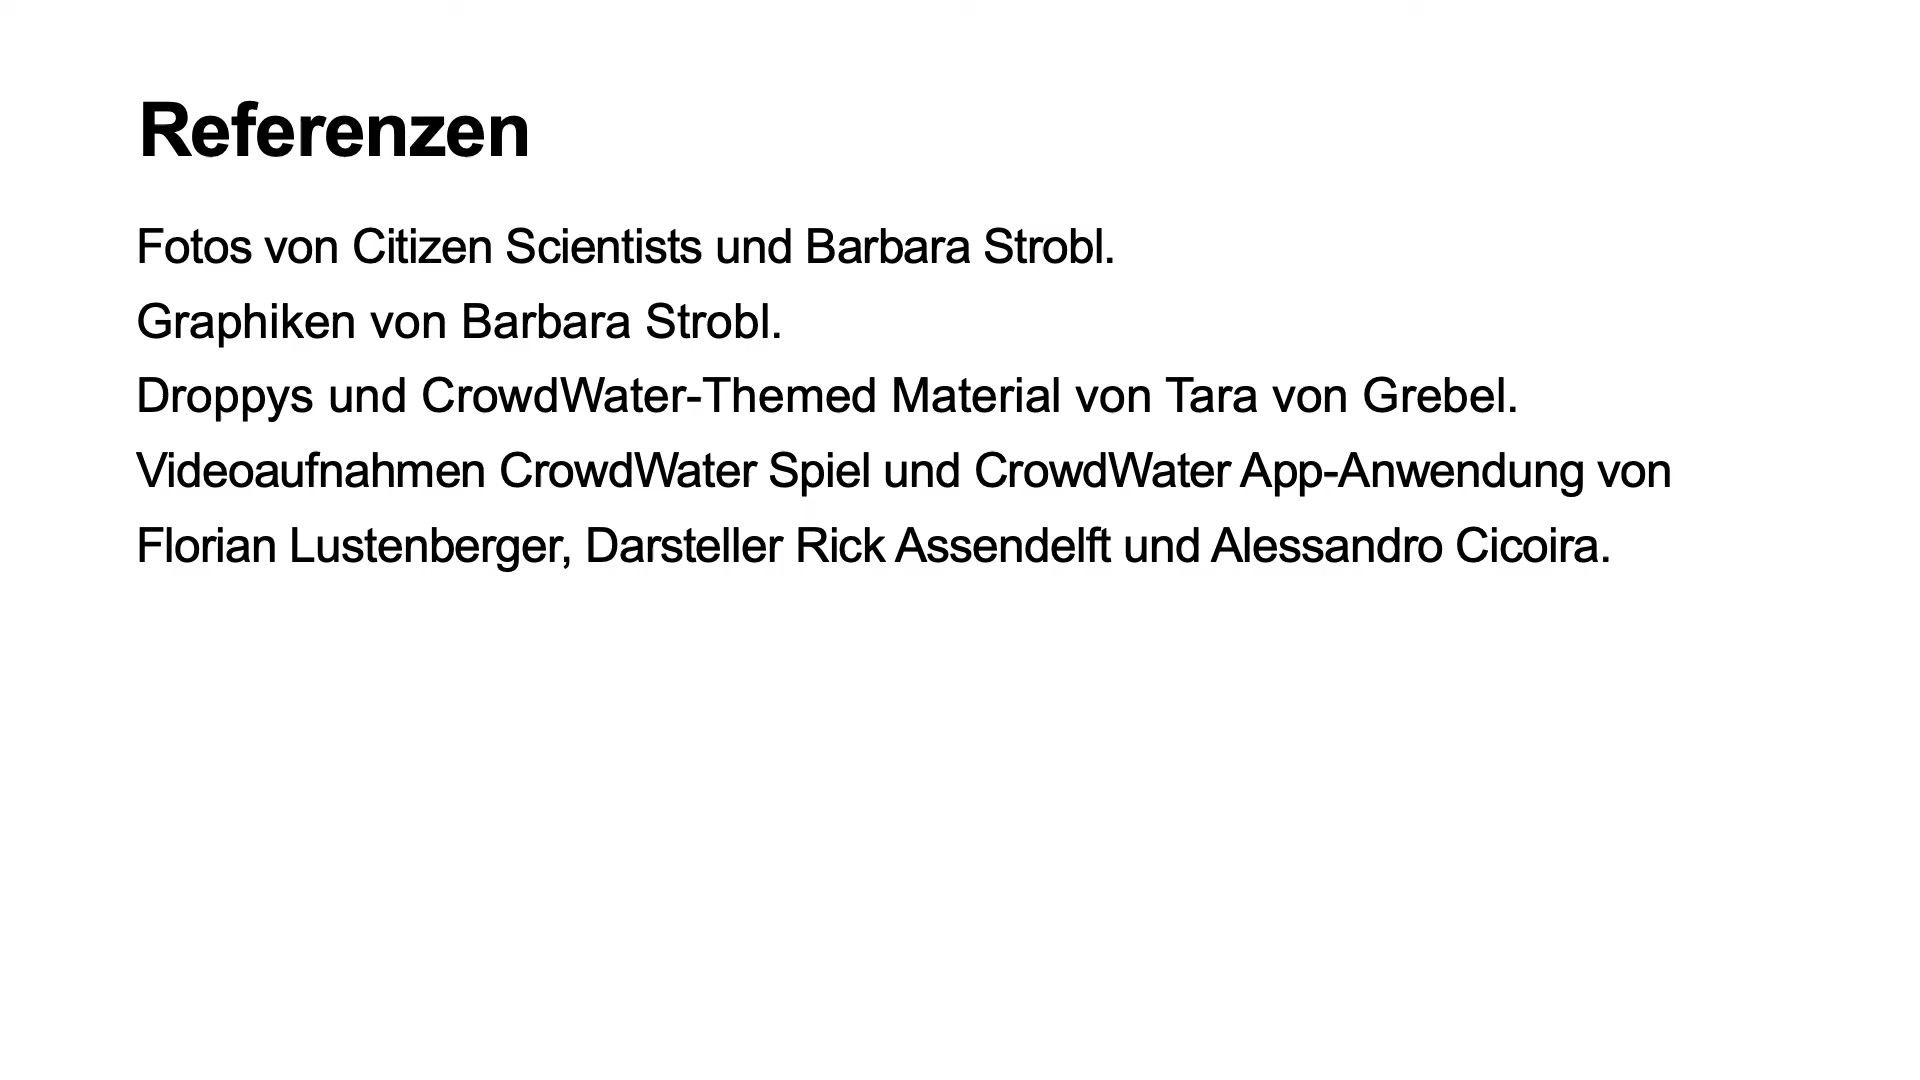 Referenzen
Fotos von Citizen Scientists und Barbara Strobl.
Graphiken von Barbara Strobl.
Droppys und CrowdWater-Themed Material von Tara von Grebel.
Videoaufnahmen CrowdWater Spiel und CrowdWater App-Anwendung von
Florian Lustenberger, Darsteller Rick Assendelft und Alessandro Cicoira.